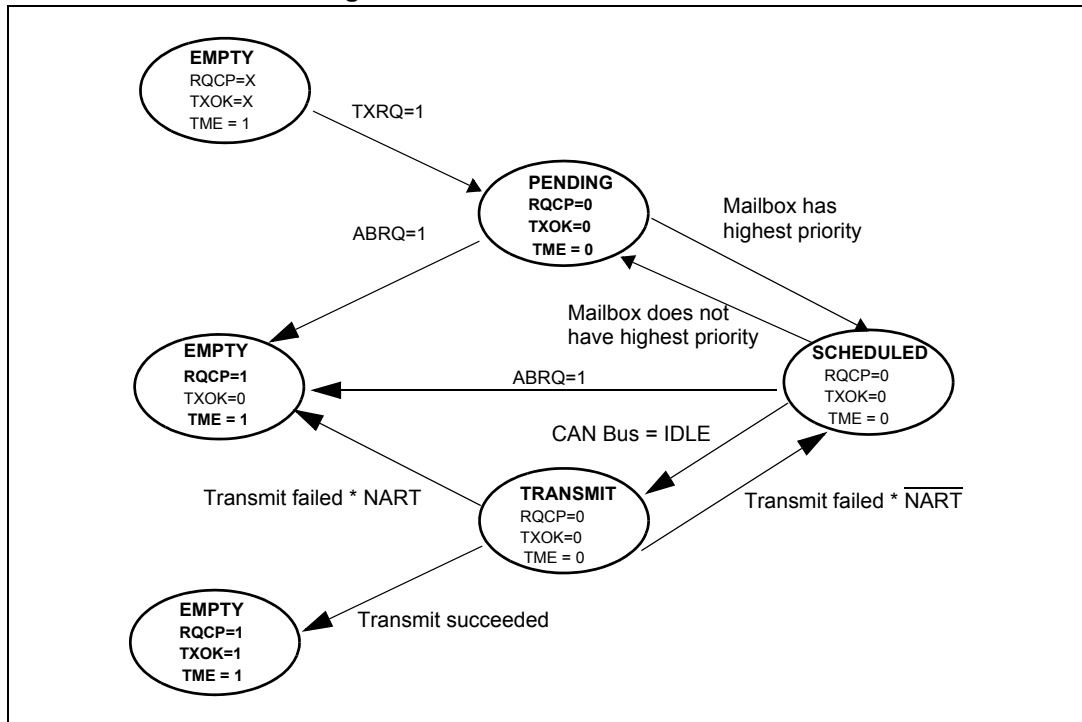 EMPTY
RQCP=X
TXOK=X
TME = 1
TXRQ=1
PENDING
RQCP=0
TXOK=0
TME = 0
Mailbox has
highest priority
ABRQ=1
Mailbox does not
have highest priority
EMPTY
RQCP=1
TXOK=0
TME = 1
ABRQ=1
SCHEDULED
RQCP=0
TXOK=0
TME = 0
CAN Bus = IDLE
Transmit failed * NART
TRANSMIT
RQCP=0
TXOK=0
TME = 0
Transmit failed * N̅A̅R̅T̅
EMPTY
RQCP=1
TXOK=1
TME = 1
Transmit succeeded